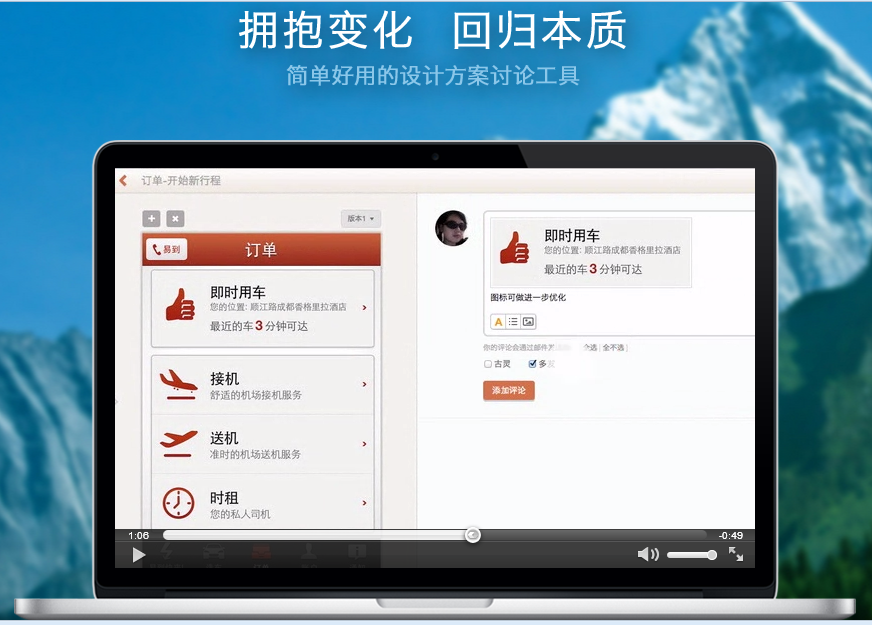 拥抱变化 回归本质
简单好用的设计方案讨论工具
订单-开始新行程
版本1
易到
订单
即时用车
您的位置: 顺江路成都香格里拉酒店
最近的车 3 分钟可达
接机
舒适的机场接机服务
送机
准时的机场送机服务
时租
您的私人司机
即时用车
您的位置: 顺江路成都香格里拉酒店
最近的车 3 分钟可达
图标可做进一步优化
A
你的评论会通过邮件
全选 | 全不选 ]
古灵
多
添加评论
1:06
-0:49